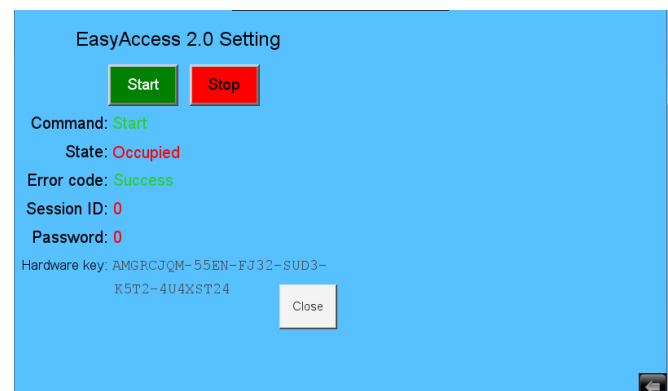 EasyAccess 2.0 Setting
Start Stop
Command: Start
State: Occupied
Error code: Success
Session ID: 0
Password: 0
Hardware key: AMGRCJQM-55EN-FJ32-SUD3-
K5T2-4U4XST24
Close